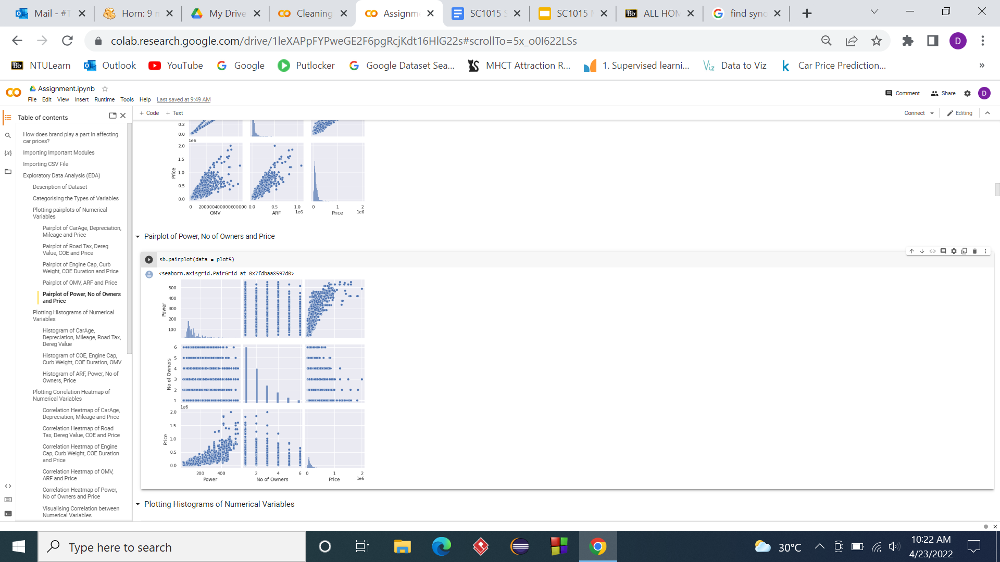 Mail - #T
Horn: 9 m
My Drive
Cleaning
Assignm
SC1015 S
SC1015 M
Bb ALL HOM
find sync
colab.research.google.com/drive/1leXAPpFYPweGE2F6pgRcjKdt16HlG22s#scrollTo=5x_o0I622LSs
D
Bb NTULearn
Outlook
YouTube
Google
Putlocker
Google Dataset Sea...
MHCT Attraction R...
1. Supervised learni...
Viz Data to Viz
k Car Price Prediction...
»
Assignment.ipynb
File Edit View Insert Runtime Tools Help Last saved at 9:49 AM
Comment Share D
+ Code + Text
Connect Editing
Table of contents
How does brand play a part in affecting
car prices?
Importing Important Modules
Importing CSV File
Exploratory Data Analysis (EDA)
Description of Dataset
Categorising the Types of Variables
Plotting pairplots of Numerical
Variables
Pairplot of CarAge, Depreciation,
Mileage and Price
Pairplot of Road Tax, Dereg
Value, COE and Price
Pairplot of Engine Cap, Curb
Weight, COE Duration and Price
Pairplot of OMV, ARF and Price
Pairplot of Power, No of Owners
and Price
Plotting Histograms of Numerical
Variables
Histogram of CarAge,
Depreciation, Mileage, Road Tax,
Dereg Value
Histogram of COE, Engine Cap,
Curb Weight, COE Duration, OMV
Histogram of ARF, Power, No of
Owners, Price
Plotting Correlation Heatmap of
Numerical Variables
Correlation Heatmap of CarAge,
Depreciation, Mileage and Price
Correlation Heatmap of Road
Tax, Dereg Value, COE and Price
Correlation Heatmap of Engine
Cap, Curb Weight, COE Duration
and Price
Correlation Heatmap of OMV,
ARF and Price
Correlation Heatmap of Power,
No of Owners and Price
Visualising Correlation between
Numerical Variables
0.2
0.0
1e6
2.0
1.5
1.0
0.5
0.0
Price
0 200000400000600000 0.0 0.5 1.0 0 1 2
OMV ARF 1e6 Price 1e6
Pairplot of Power, No of Owners and Price
sb.pairplot(data = plot5)
<seaborn.axisgrid.PairGrid at 0x7fdbaa8597d0>
500
400
300
200
100
Power
6
5
4
3
2
1
No of Owners
1e6
2.0
1.5
1.0
0.5
0.0
Price
200 400 2 4 6 0 1 2
Power No of Owners Price 1e6
Plotting Histograms of Numerical Variables
Type here to search
30°C
10:22 AM
4/23/2022